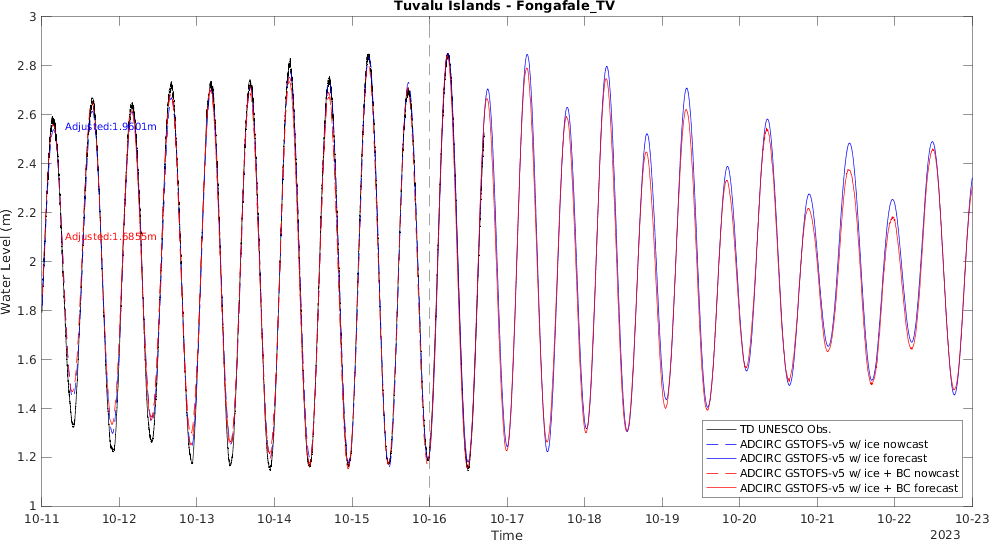 Tuvalu Islands - Fongafale_TV
3
2.8
2.6
2.4
2.2
2
1.8
1.6
1.4
1.2
1
Water Level (m)
Adjusted:1.9501m
Adjusted:1.6855m
TD UNESCO Obs.
ADCIRC GSTOFS-v5 w/ ice nowcast
ADCIRC GSTOFS-v5 w/ ice forecast
ADCIRC GSTOFS-v5 w/ ice + BC nowcast
ADCIRC GSTOFS-v5 w/ ice + BC forecast
10-11 10-12 10-13 10-14 10-15 10-16 10-17 10-18 10-19 10-20 10-21 10-22 10-23
Time
2023